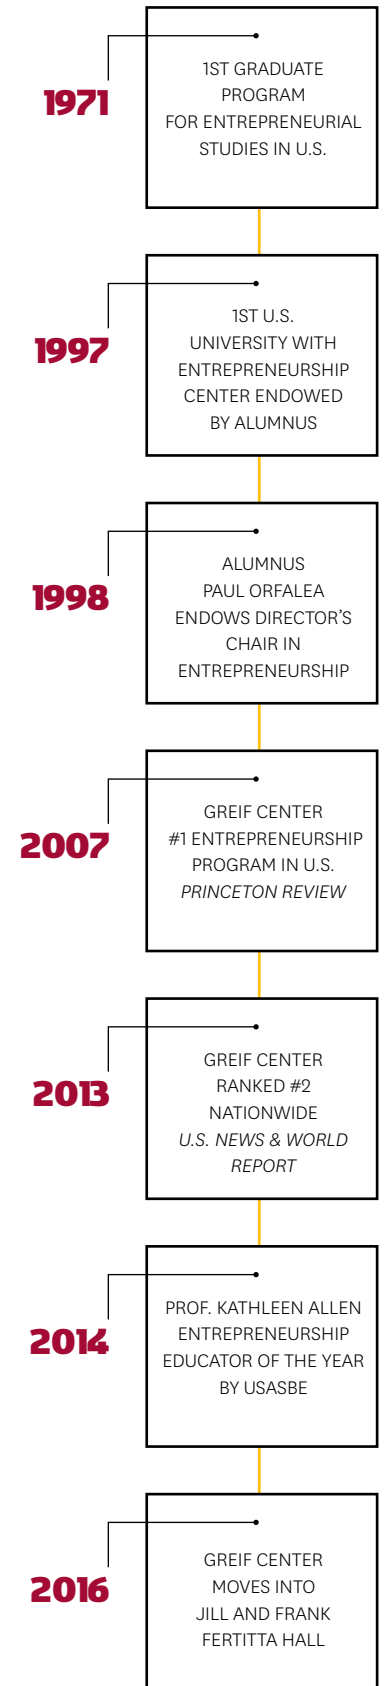 1971
1ST GRADUATE
PROGRAM
FOR ENTREPRENEURIAL
STUDIES IN U.S.
1997
1ST U.S.
UNIVERSITY WITH
ENTREPRENEURSHIP
CENTER ENDOWED
BY ALUMNUS
1998
ALUMNUS
PAUL ORFALEA
ENDOWS DIRECTOR'S
CHAIR IN
ENTREPRENEURSHIP
2007
GREIF CENTER
#1 ENTREPRENEURSHIP
PROGRAM IN U.S.
PRINCETON REVIEW
2013
GREIF CENTER
RANKED #2
NATIONWIDE
U.S. NEWS & WORLD
REPORT
2014
PROF. KATHLEEN ALLEN
ENTREPRENEURSHIP
EDUCATOR OF THE YEAR
BY USASBE
2016
GREIF CENTER
MOVES INTO
JILL AND FRANK
FERTITTA HALL